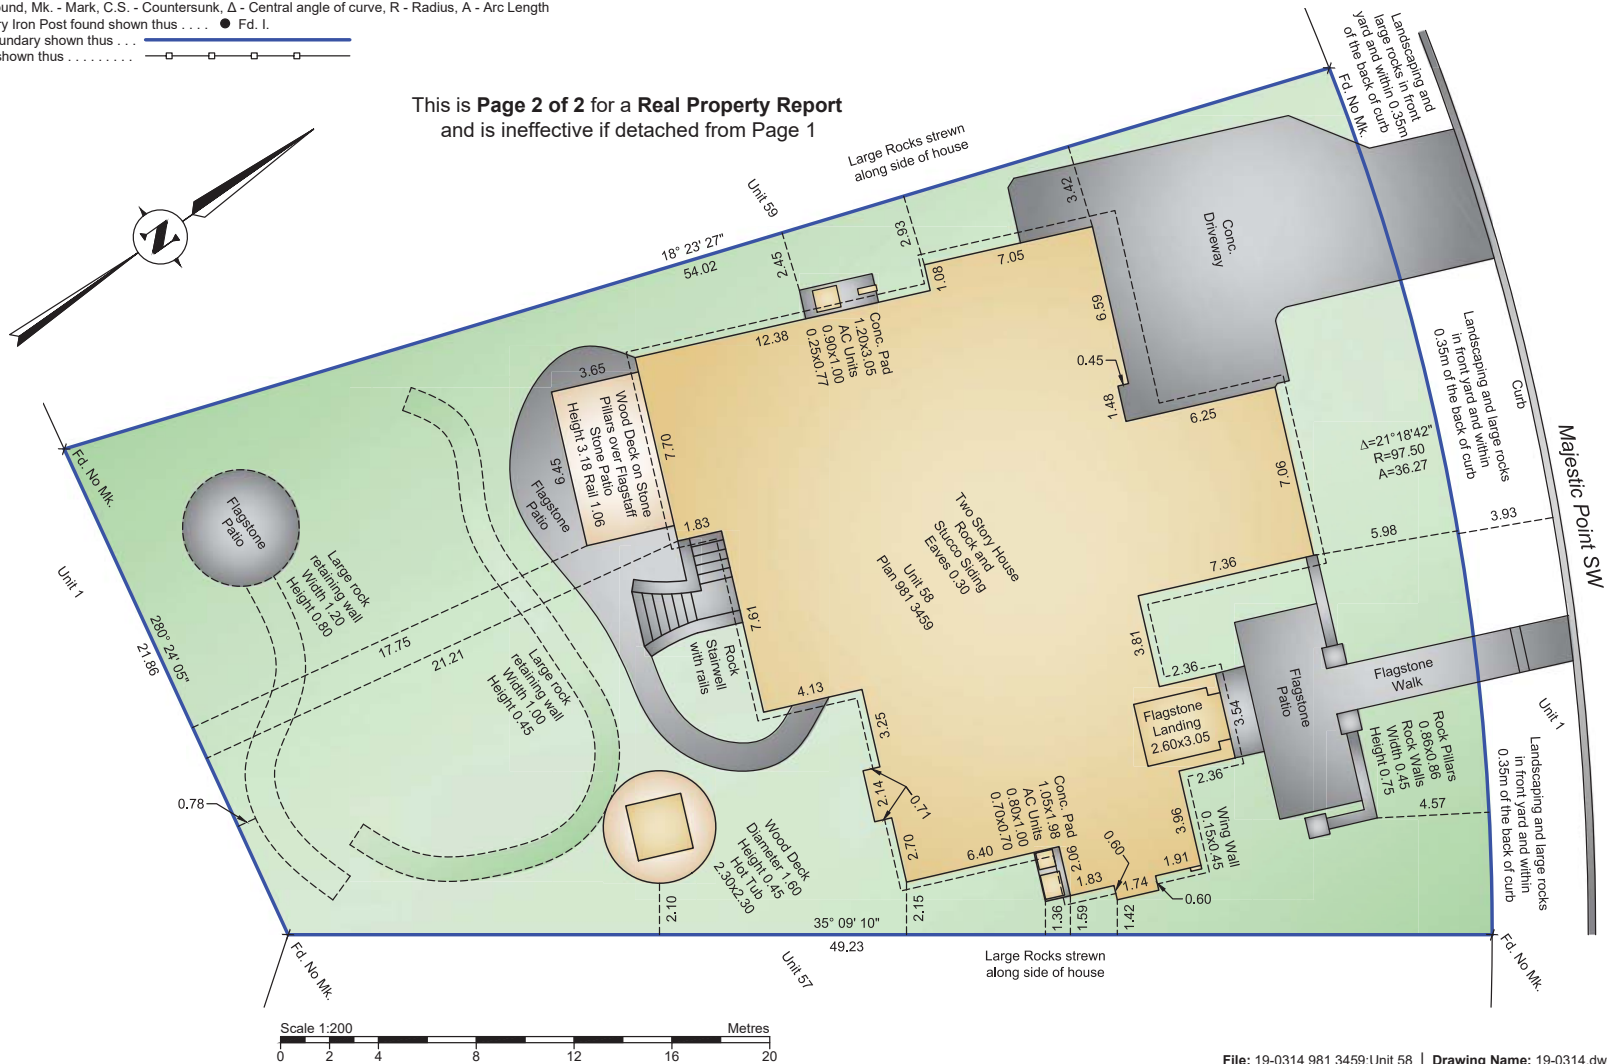 ound, Mk. - Mark, C.S. - Countersunk, Δ - Central angle of curve, R - Radius, A - Arc Length
ry Iron Post found shown thus . . . . ● Fd. I.
undary shown thus . . .
shown thus . . . . . . . . .
This is Page 2 of 2 for a Real Property Report
and is ineffective if detached from Page 1
N
Large Rocks strewn
along side of house
Landscaping and
large rocks in front
yard and within 0.35m
of the back of curb
Fd. No Mk.
Unit 59
18° 23' 27"
54.02
2.45
2.93
3.42
7.05
1.08
12.38
Conc. Pad
1.20x3.05
AC Units
0.90x1.00
0.25x0.77
Conc.
Driveway
6.59
0.45
1.48
6.25
7.06
Landscaping and large rocks
in front yard and within
0.35m of the back of curb
Curb
Majestic Point SW
Δ=21°18'42"
R=97.50
A=36.27
3.93
5.98
3.65
Wood Deck on Stone
Pillars over Flagstaff
Stone Patio
Height 3.18 Rail 1.06
7.70
6.45
Flagstone
Patio
1.83
Fd. No Mk.
Flagstone
Patio
Large rock
retaining wall
Width 1.20
Height 0.80
Unit 1
280° 24' 05"
21.86
17.75
21.21
Large rock
retaining wall
Width 1.00
Height 0.45
Rock
Stairwell
with rails
7.61
4.13
Two Story House
Rock and
Stucco Siding
Eaves 0.30
Unit 58
Plan 981 3459
7.36
3.81
2.36
Flagstone
Landing
2.60x3.05
3.54
Flagstone
Patio
Flagstone
Walk
Unit 1
2.36
Rock Pillars
0.86x0.86
Rock Walls
Width 0.45
Height 0.75
4.57
Landscaping and large rocks
in front yard and within
0.35m of the back of curb
3.25
2.14
0.71
2.70
6.40
Conc. Pad
1.05x1.98
AC Units
0.80x1.00
0.70x0.70
2.06
1.83
0.60
1.74
1.91
3.96
Wing Wall
0.15x0.45
0.60
0.78
Wood Deck
Diameter 1.60
Height 0.45
Hot Tub
2.30x2.30
2.10
2.15
1.36
1.59
1.42
35° 09' 10"
49.23
Fd. No Mk.
Unit 57
Large Rocks strewn
along side of house
Fd. No Mk.
Scale 1:200 Metres
0 2 4 8 12 16 20
File: 19-0314 981 3459;Unit 58 | Drawing Name: 19-0314.dw